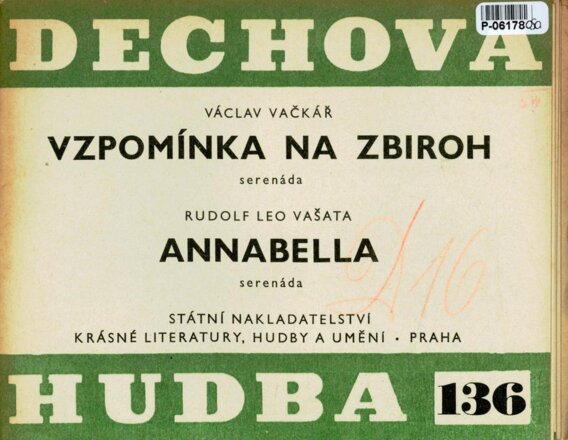 DECHOVÁ
P-06178
VÁCLAV VAČKÁŘ
VZPOMÍNKA NA ZBIROH
serenáda
RUDOLF LEO VAŠATA
ANNABELLA
serenáda
STÁTNÍ NAKLADATELSTVÍ
KRÁSNÉ LITERATURY, HUDBY A UMĚNÍ • PRAHA
HUDBA 136